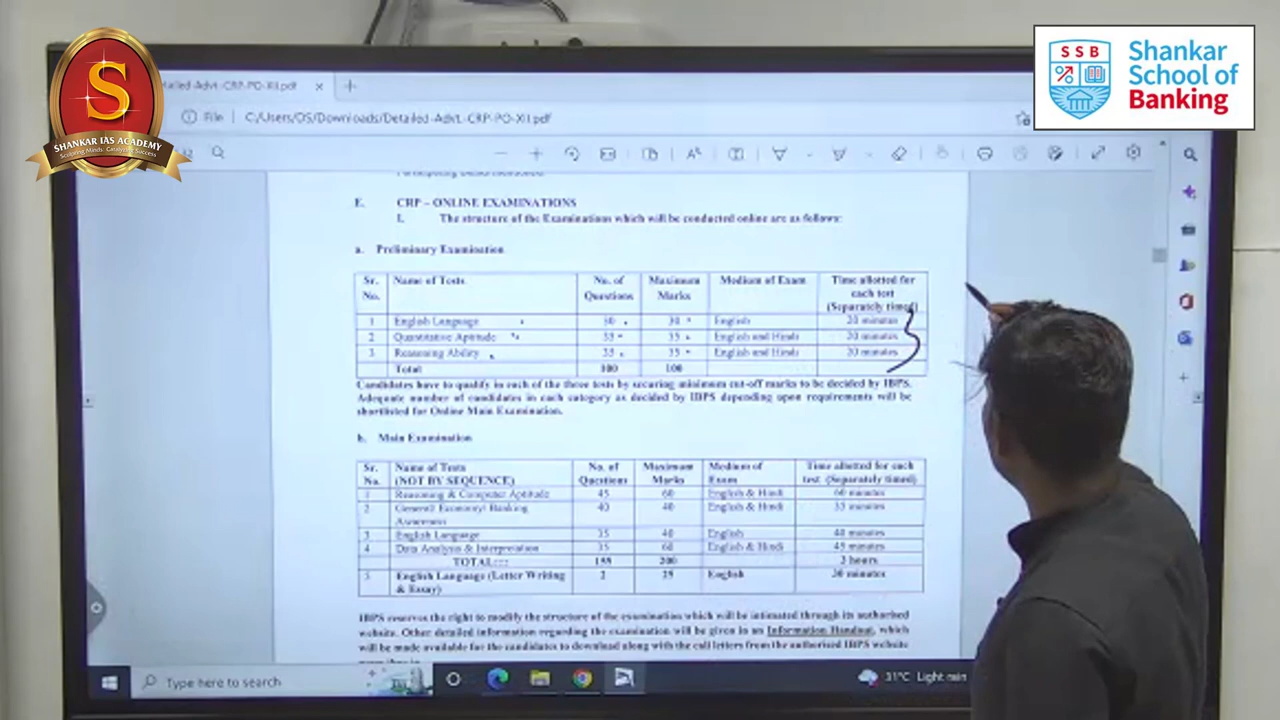 S
SHANKAR IAS ACADEMY
Sculpting Minds Catalysing Success
SSB
Shankar
School of
Banking
etailed-Advt.-CRP-PO-XII.pdf
File C:/Users/OS/Downloads/Detailed-Advt.-CRP-PO-XII.pdf
E. CRP – ONLINE EXAMINATIONS
I. The structure of the Examinations which will be conducted online are as follows:
a. Preliminary Examination
Sr. No. Name of Tests No. of Questions Maximum Marks Medium of Exam Time allotted for each test (Separately timed)
1 English Language 30 30 English 20 minutes
2 Quantitative Aptitude 35 35 English and Hindi 20 minutes
3 Reasoning Ability 35 35 English and Hindi 20 minutes
Total 100 100
Candidates have to qualify in each of the three tests by securing minimum cut-off marks to be decided by IBPS.
Adequate number of candidates in each category as decided by IBPS depending upon requirements will be
shortlisted for Online Main Examination.
b. Main Examination
Sr. No. Name of Tests (NOT BY SEQUENCE) No. of Questions Maximum Marks Medium of Exam Time allotted for each test (Separately timed)
1 Reasoning & Computer Aptitude 45 60 English & Hindi 60 minutes
2 General/ Economy/ Banking Awareness 40 40 English & Hindi 35 minutes
3 English Language 35 40 English 40 minutes
4 Data Analysis & Interpretation 35 60 English & Hindi 45 minutes
TOTAL::: 155 200 3 hours
5 English Language (Letter Writing & Essay) 2 25 English 30 minutes
IBPS reserves the right to modify the structure of the examination which will be intimated through its authorised
website. Other detailed information regarding the examination will be given in an Information Handout, which
will be made available for the candidates to download along with the call letters from the authorised IBPS website
Type here to search
31°C Light rain